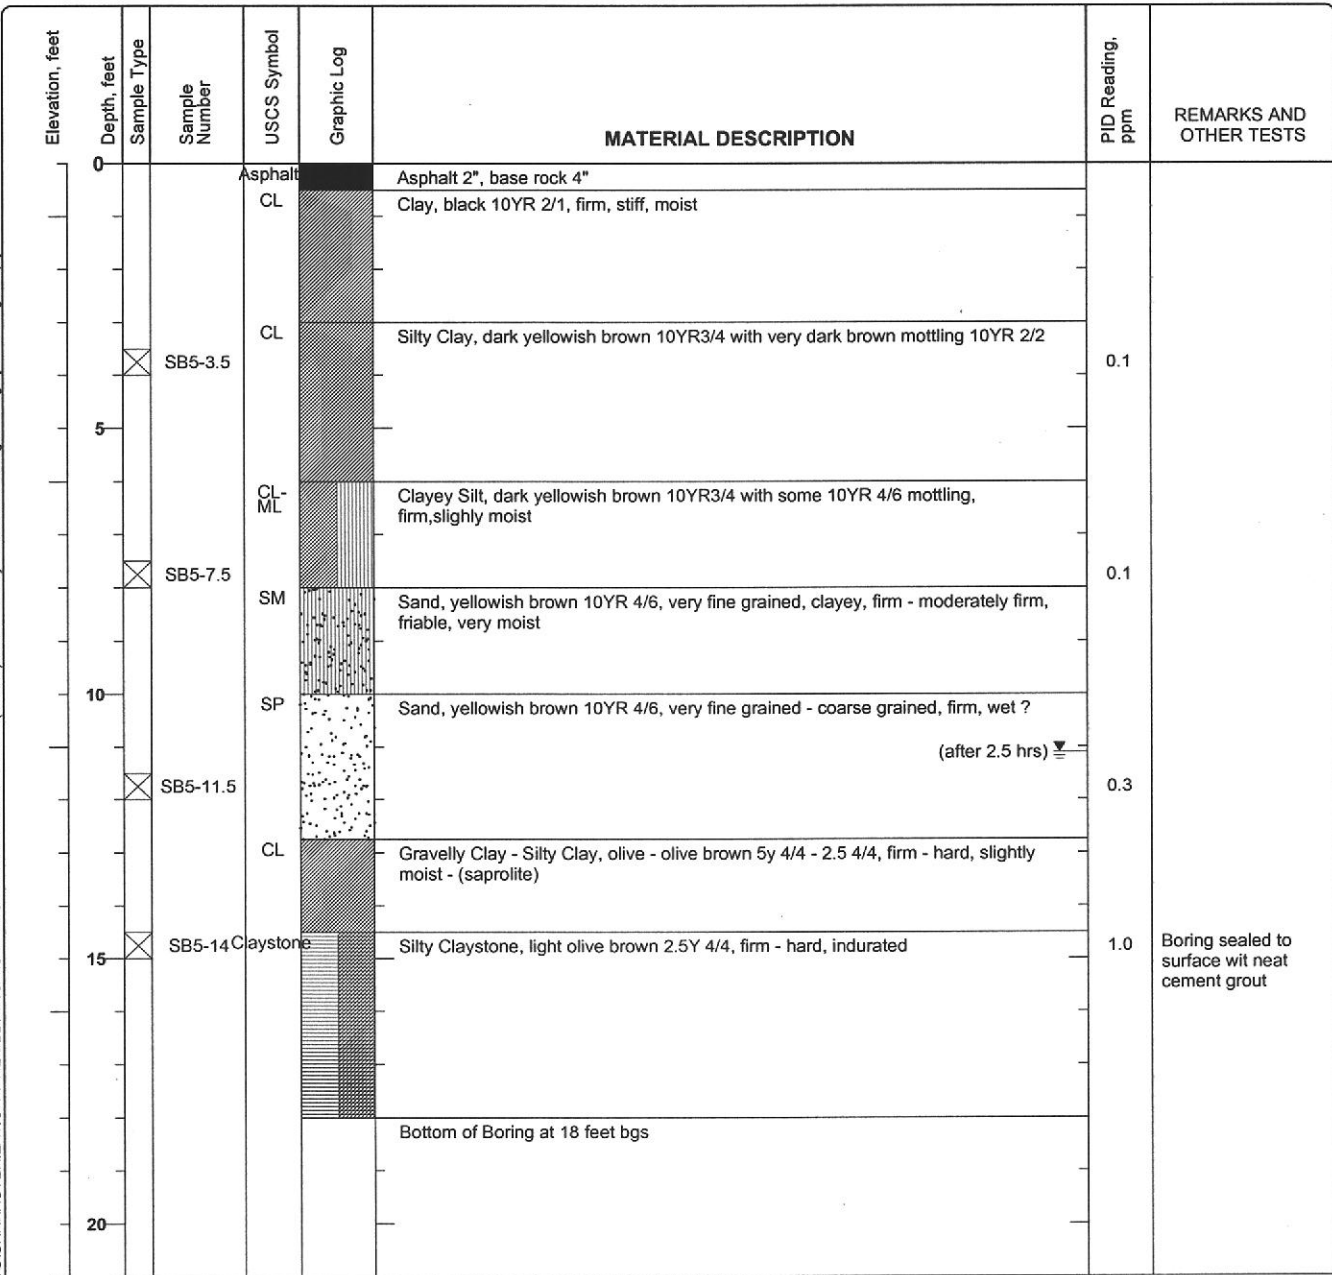 Elevation, feet
Depth, feet
Sample Type
Sample
Number
USCS Symbol
Graphic Log
MATERIAL DESCRIPTION
PID Reading,
ppm
REMARKS AND
OTHER TESTS
0
Asphalt
Asphalt 2", base rock 4"
CL
Clay, black 10YR 2/1, firm, stiff, moist
CL
Silty Clay, dark yellowish brown 10YR3/4 with very dark brown mottling 10YR 2/2
SB5-3.5
0.1
5
CL-
ML
Clayey Silt, dark yellowish brown 10YR3/4 with some 10YR 4/6 mottling,
firm,slighly moist
SB5-7.5
0.1
SM
Sand, yellowish brown 10YR 4/6, very fine grained, clayey, firm - moderately firm,
friable, very moist
10
SP
Sand, yellowish brown 10YR 4/6, very fine grained - coarse grained, firm, wet ?
(after 2.5 hrs)
SB5-11.5
0.3
CL
Gravelly Clay - Silty Clay, olive - olive brown 5y 4/4 - 2.5 4/4, firm - hard, slightly
moist - (saprolite)
SB5-14
Claystone
Silty Claystone, light olive brown 2.5Y 4/4, firm - hard, indurated
1.0
Boring sealed to
surface wit neat
cement grout
15
Bottom of Boring at 18 feet bgs
20